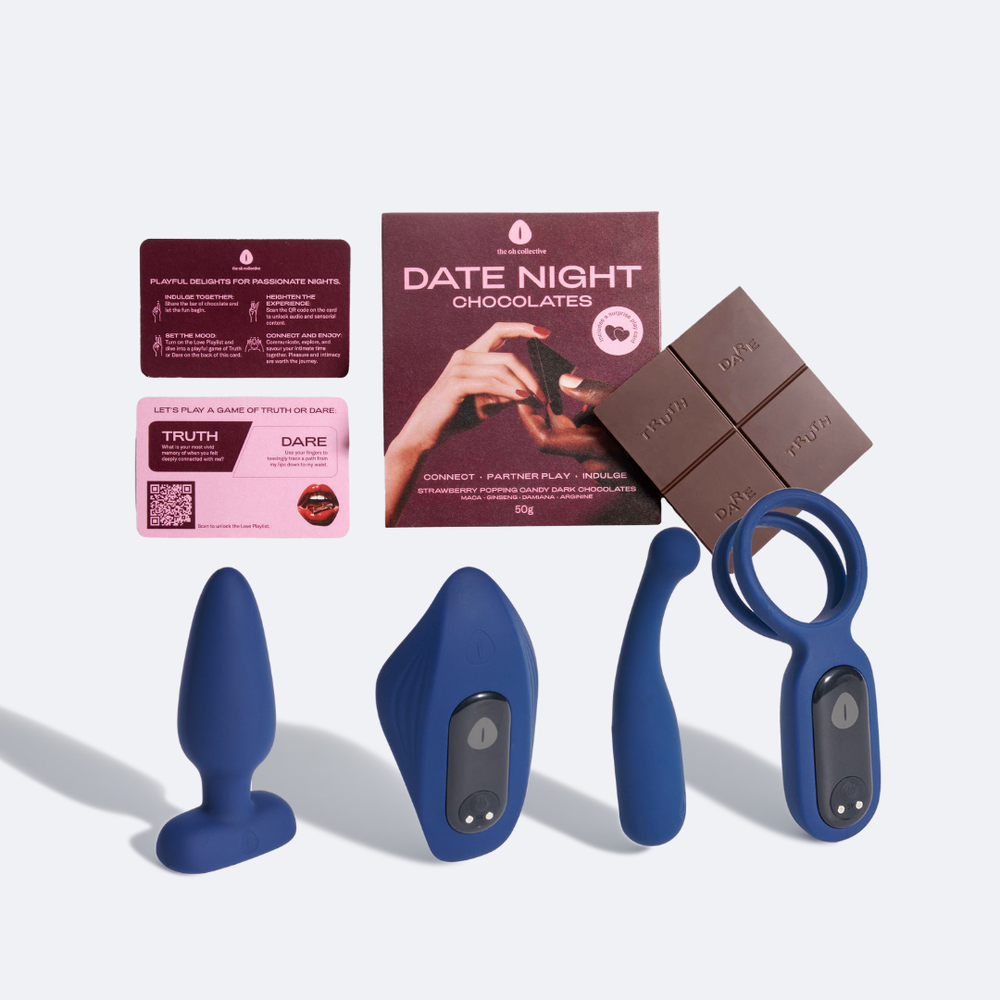 the oh collective
PLAYFUL DELIGHTS FOR PASSIONATE NIGHTS.
INDULGE TOGETHER:
Share the bar of chocolate and
let the fun begin.
HEIGHTEN THE
EXPERIENCE:
Scan the QR code on the card
to unlock audio and sensorial
content.
SET THE MOOD:
Turn on the Love Playlist and
dive into a playful game of Truth
or Dare on the back of this card.
CONNECT AND ENJOY:
Communicate, explore, and
savour your intimate time
together. Pleasure and intimacy
are worth the journey.
LET'S PLAY A GAME OF TRUTH OR DARE:
TRUTH
What is your most vivid
memory of when you felt
deeply connected with me?
DARE
Use your fingers to
teasingly trace a path from
my lips down to my waist.
Scan to unlock the Love Playlist.
the oh collective
DATE NIGHT
CHOCOLATES
includes a surprise play card
CONNECT · PARTNER PLAY · INDULGE
STRAWBERRY POPPING CANDY DARK CHOCOLATES
MACA · GINSENG · DAMIANA · ARGININE
50g
DARE
TRUTH
TRUTH
DARE